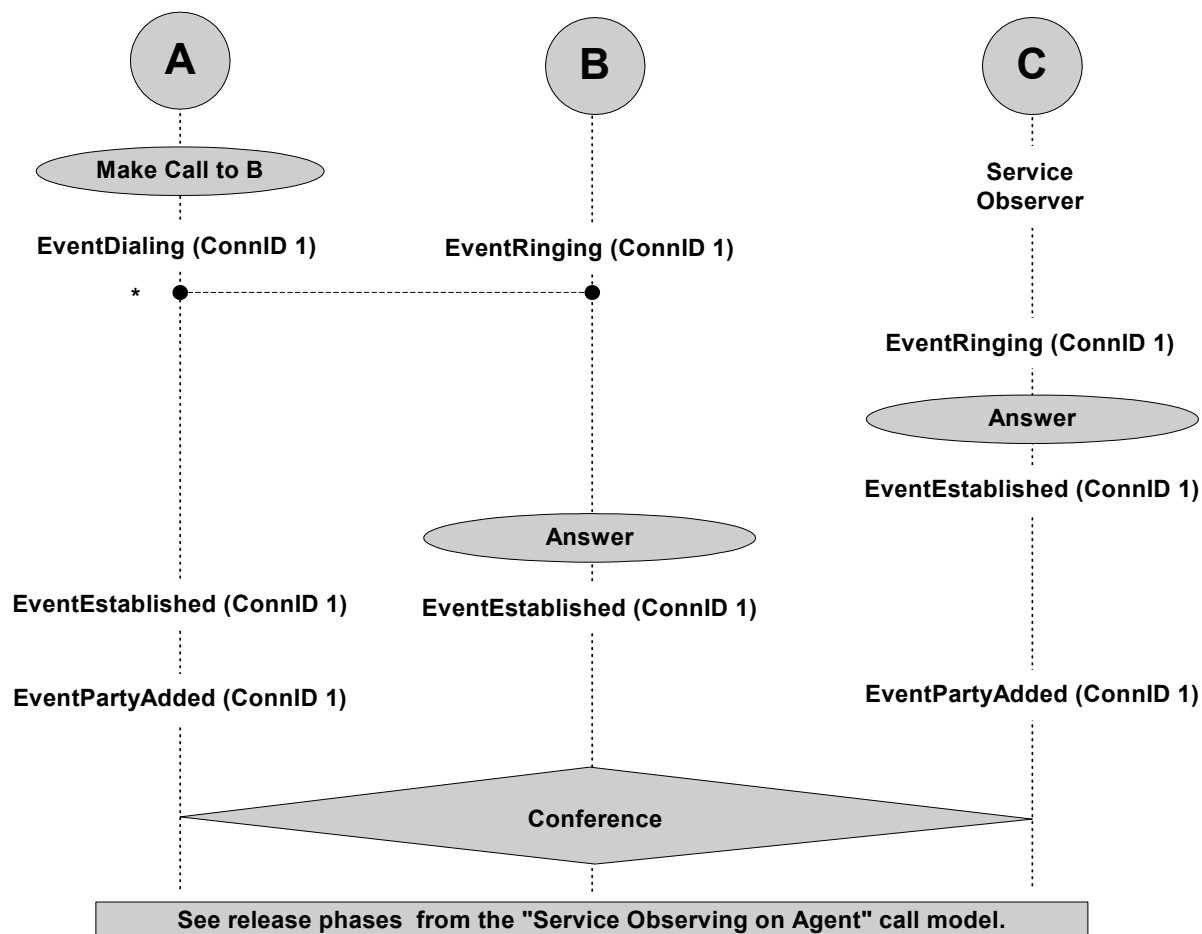 A
B
C
Make Call to B
Service
Observer
EventDialing (ConnID 1)
EventRinging (ConnID 1)
*
EventRinging (ConnID 1)
Answer
EventEstablished (ConnID 1)
Answer
EventEstablished (ConnID 1)
EventEstablished (ConnID 1)
EventPartyAdded (ConnID 1)
EventPartyAdded (ConnID 1)
Conference
See release phases from the "Service Observing on Agent" call model.